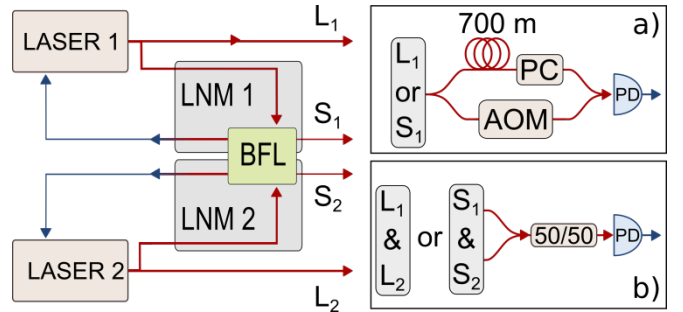 LASER 1
L₁
LNM 1
S₁
BFL
S₂
LNM 2
LASER 2
L₂
a)
700 m
L₁
or
S₁
PC
AOM
PD
b)
L₁
&
L₂
or
S₁
&
S₂
50/50
PD